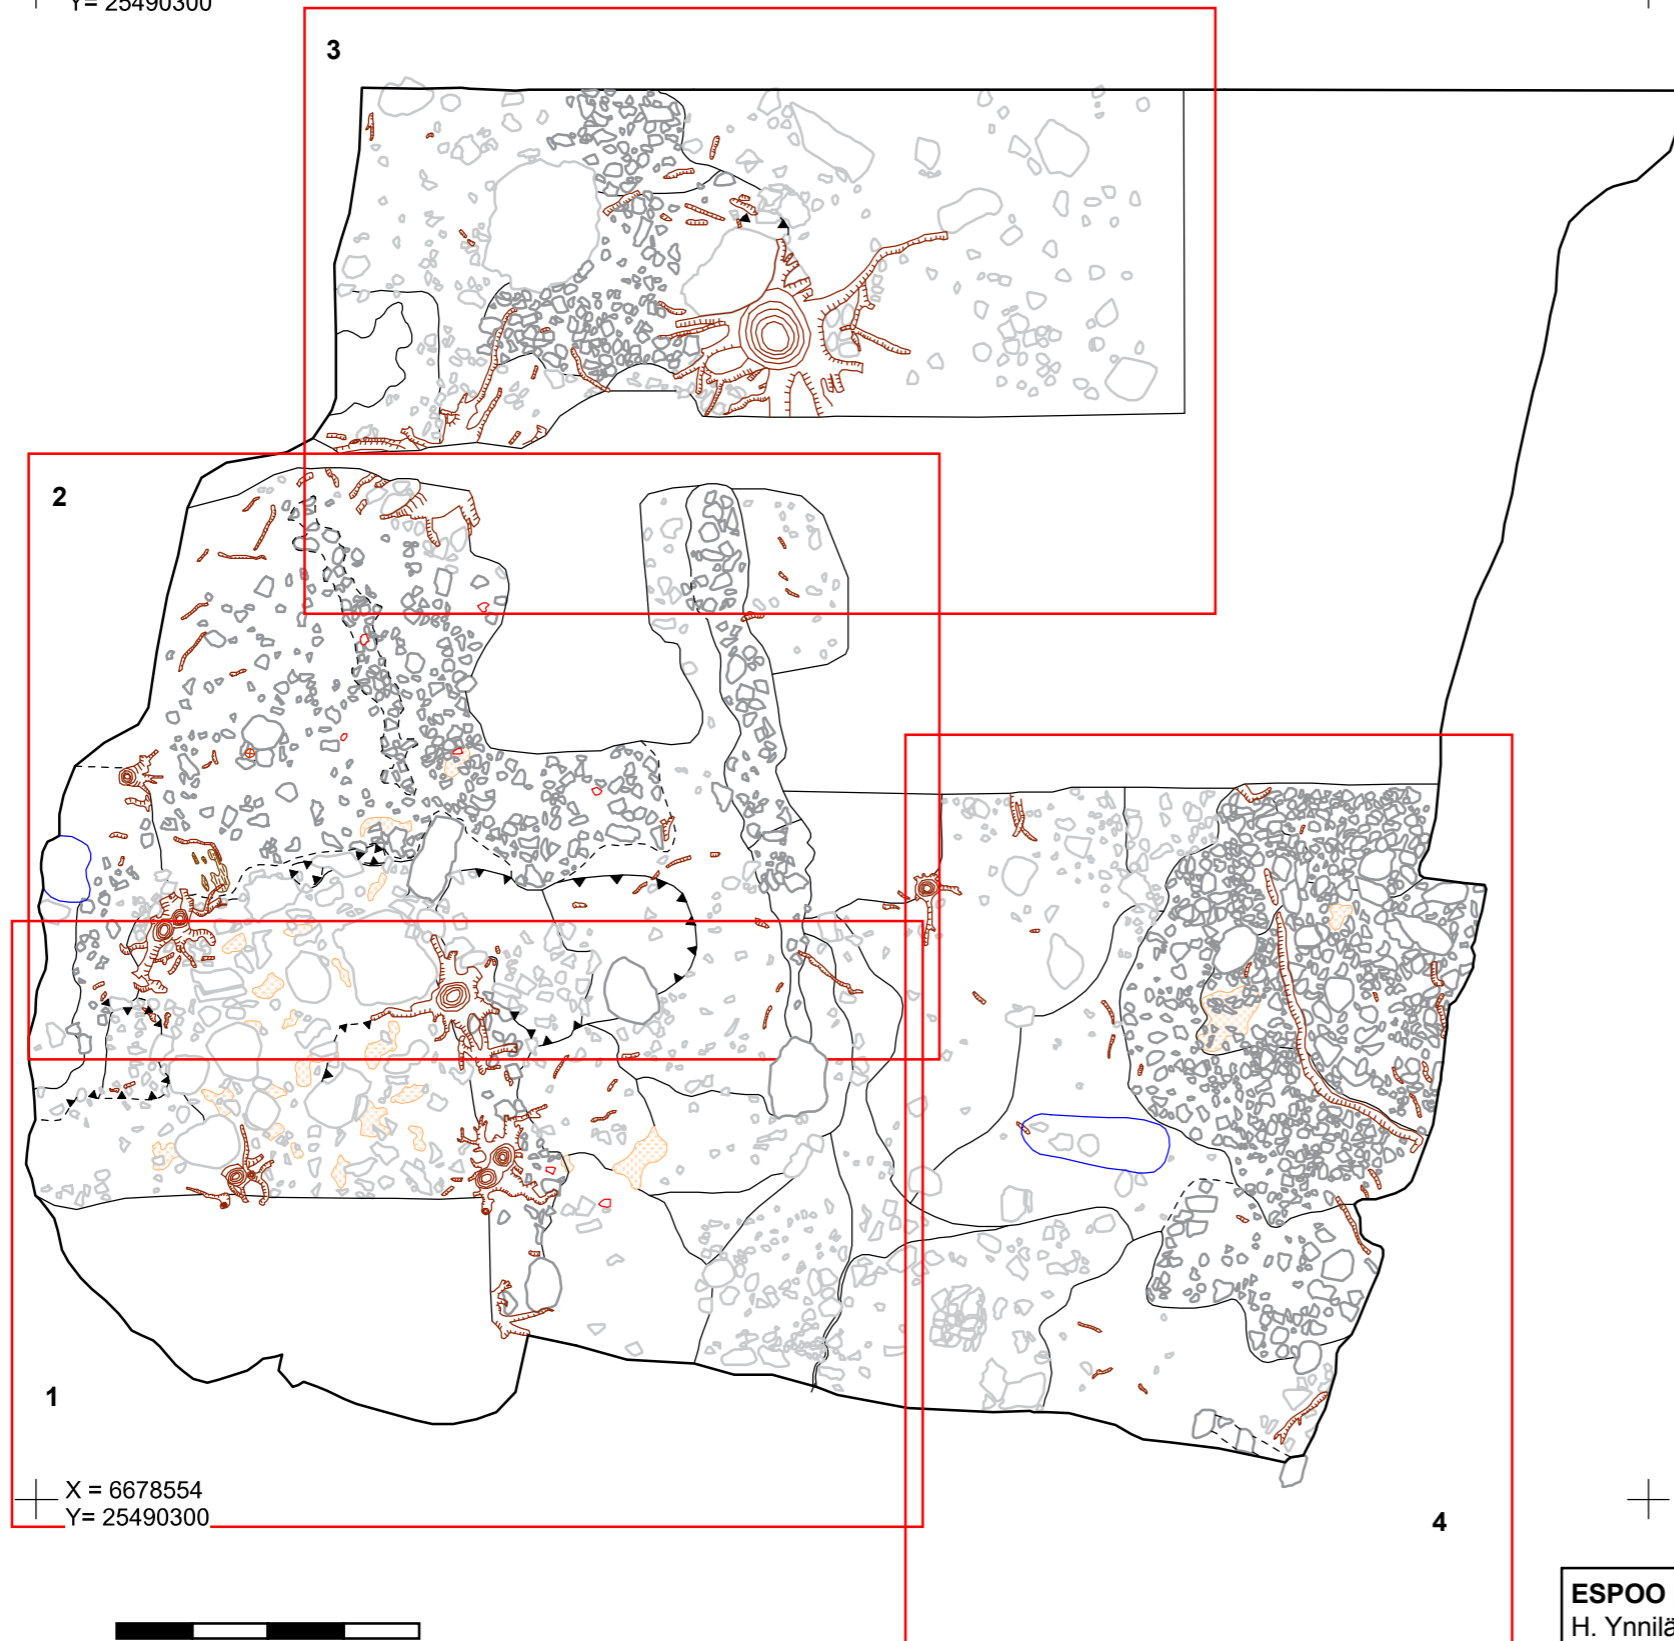 Y= 25490300
3
2
1
X = 6678554
Y= 25490300
4
ESPOO
H. Ynnilä